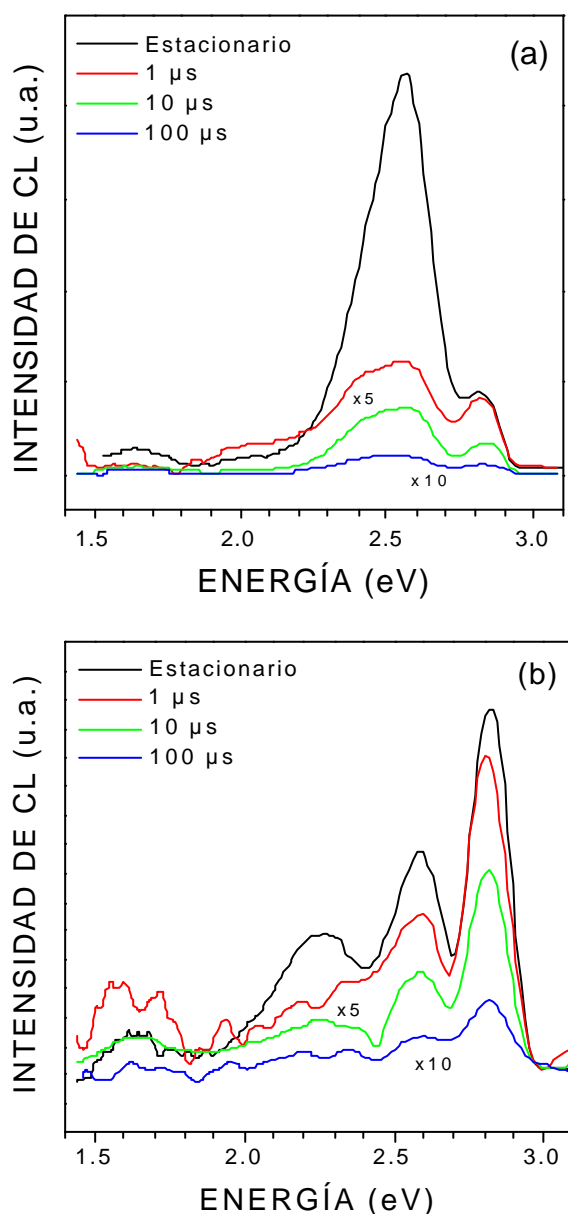 Estacionario
1 µs
10 µs
100 µs
(a)
INTENSIDAD DE CL (u.a.)
x5
x10
1.5 2.0 2.5 3.0
ENERGÍA (eV)
Estacionario
1 µs
10 µs
100 µs
(b)
INTENSIDAD DE CL (u.a.)
x5
x10
1.5 2.0 2.5 3.0
ENERGÍA (eV)